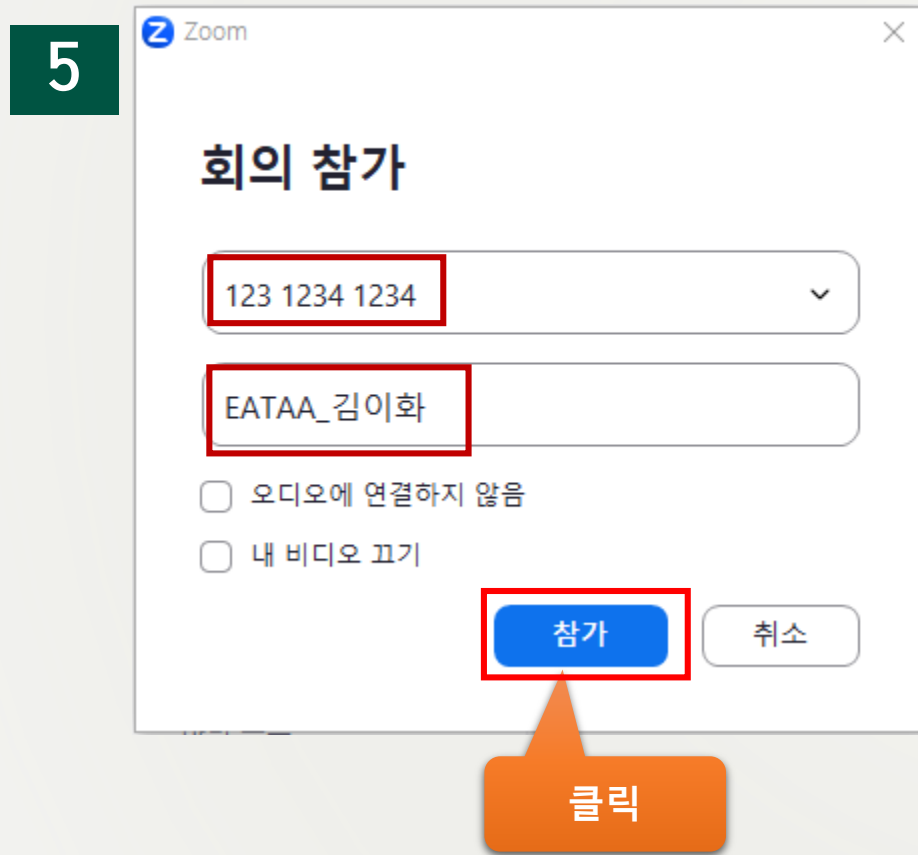 5
Zoom
회의 참가
123 1234 1234
EATAA_김이화
오디오에 연결하지 않음
내 비디오 끄기
참가
취소
클릭